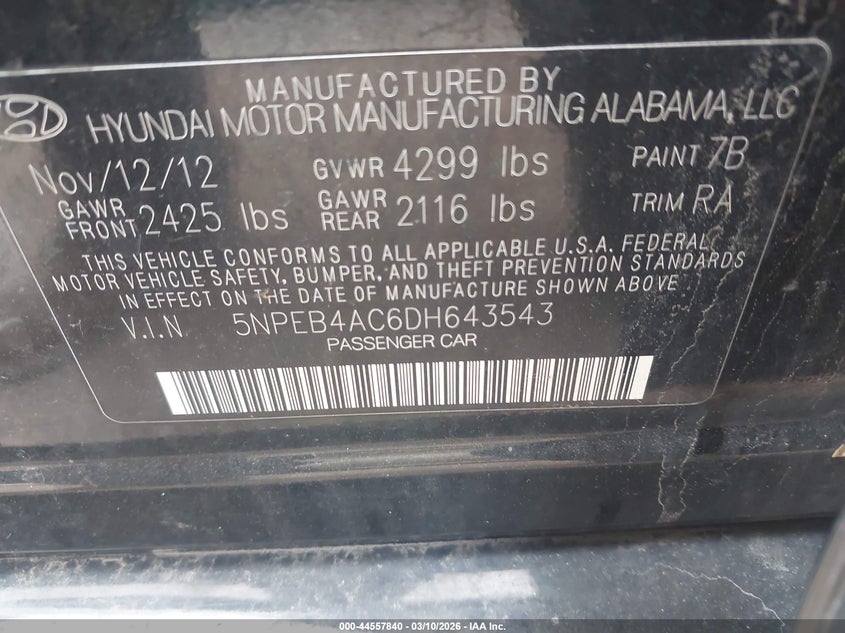 MANUFACTURED BY
HYUNDAI MOTOR MANUFACTURING ALABAMA, LLC
Nov/12/12 GVWR 4299 lbs PAINT 7B
GAWR FRONT 2425 lbs GAWR REAR 2116 lbs TRIM RA
THIS VEHICLE CONFORMS TO ALL APPLICABLE U.S.A. FEDERAL
MOTOR VEHICLE SAFETY, BUMPER, AND THEFT PREVENTION STANDARDS
IN EFFECT ON THE DATE OF MANUFACTURE SHOWN ABOVE
V.I.N 5NPEB4AC6DH643543
PASSENGER CAR
000-44557840 - 03/10/2026 - IAA Inc.